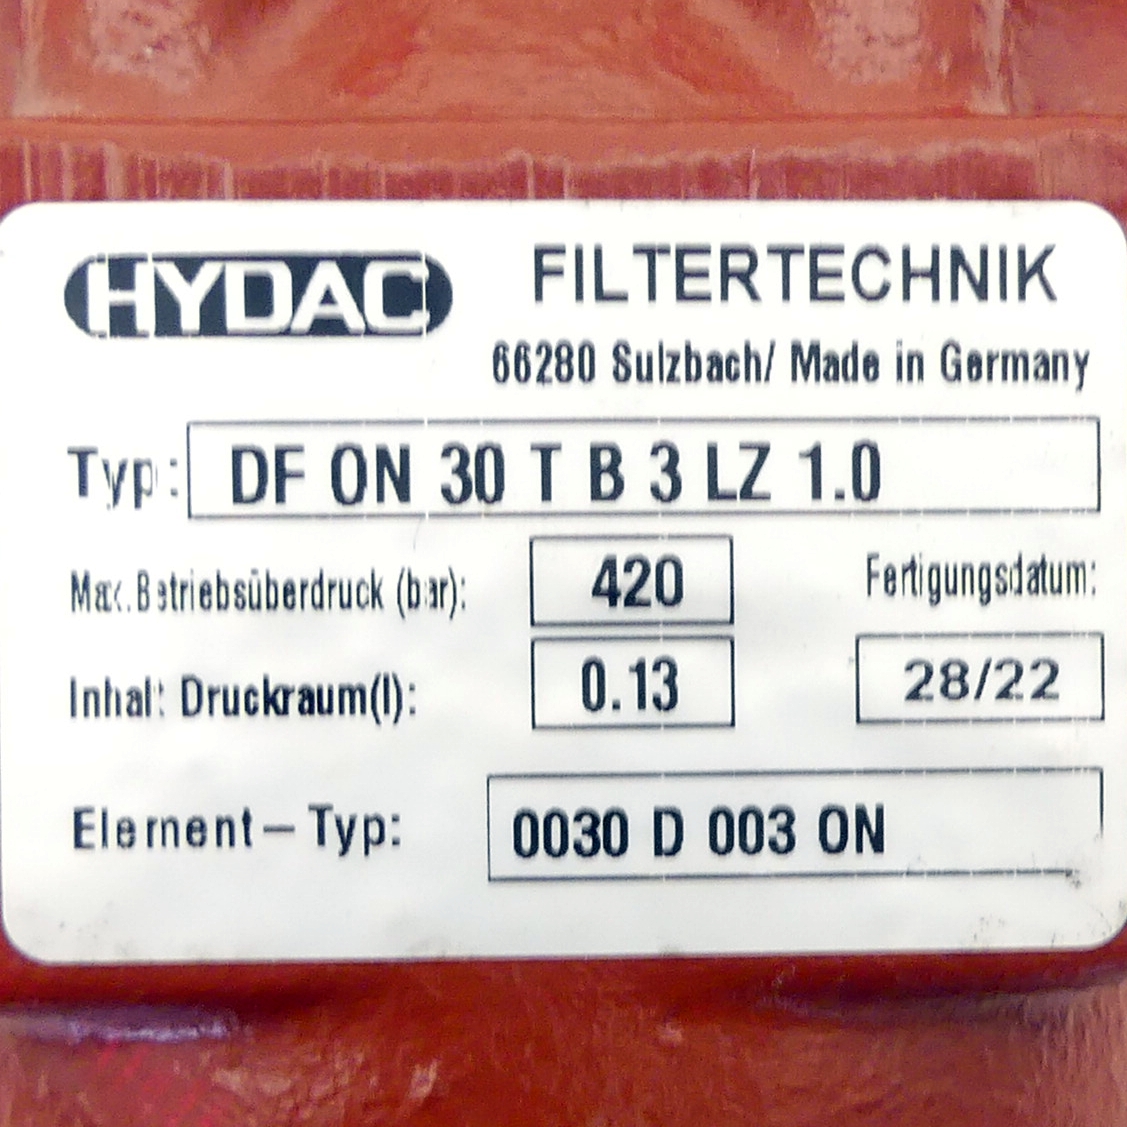 HYDAC FILTERTECHNIK
66280 Sulzbach/ Made in Germany
Typ: DF ON 30 T B 3 LZ 1.0
Max. Betriebsüberdruck (bar): 420
Fertigungsdatum:
Inhalt Druckraum(l): 0.13
28/22
Element-Typ: 0030 D 003 ON